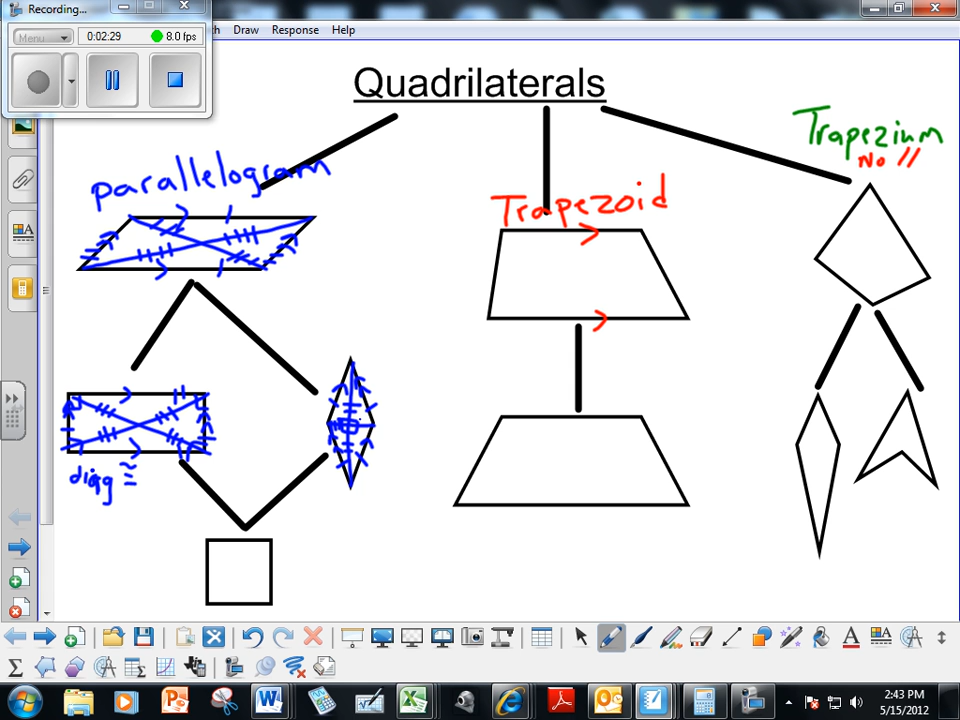 Recording...
Menu
0:02:29
8.0 fps
Draw
Response
Help
Quadrilaterals
Trapezium
No //
parallelogram
Trapezoid
diag ≅
2:43 PM
5/15/2012